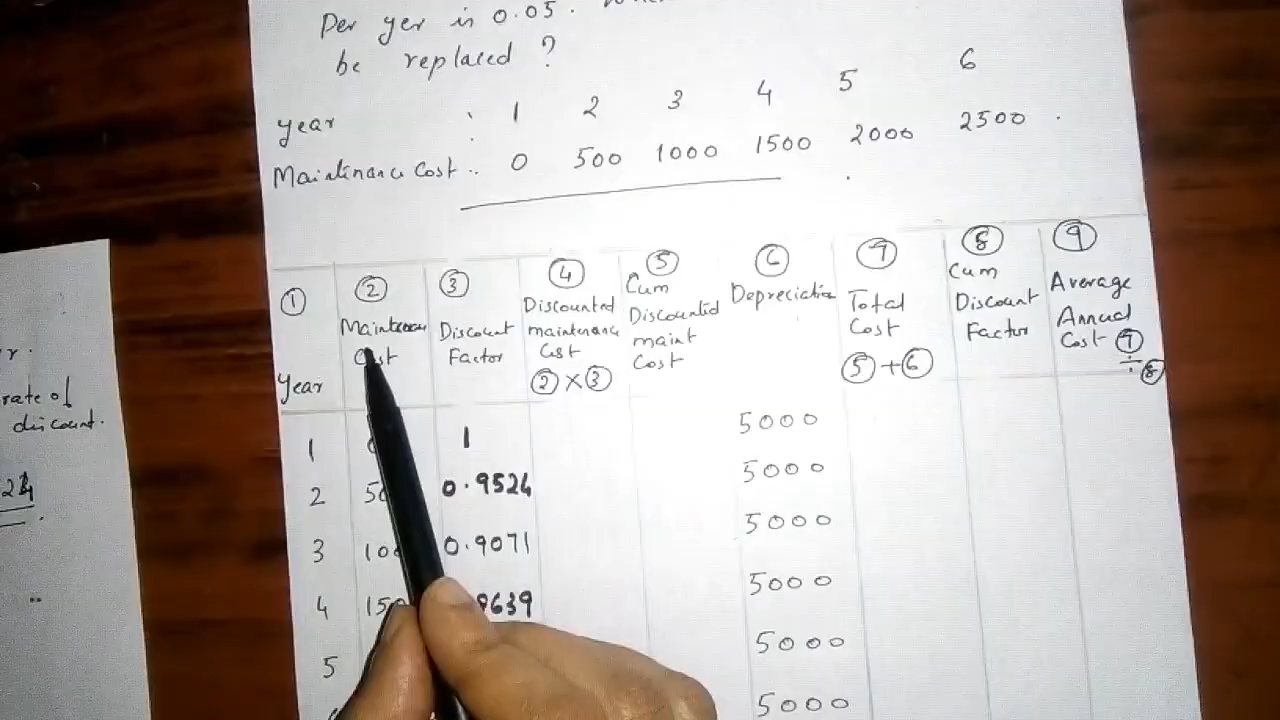 Per yer is 0.05.
be replaced ?
year : 1 2 3 4 5 6
Maintenance Cost .. 0 500 1000 1500 2000 2500 .
① ② ③ ④ ⑤ ⑥ ⑦ ⑧ ⑨
Year
Maintenance Cost
Discount
Factor
Discounted
maintenance
Cost
② X ③
Cum
Discounted
maint
Cost
Depreciation
Total
Cost
⑤ + ⑥
Cum
Discount
Factor
Average
Annual
Cost ⑦
÷ ⑧
1 1 5000
2 0.9524 5000
3 0.9071 5000
4 5000
5 5000
5000
rate of
discount.